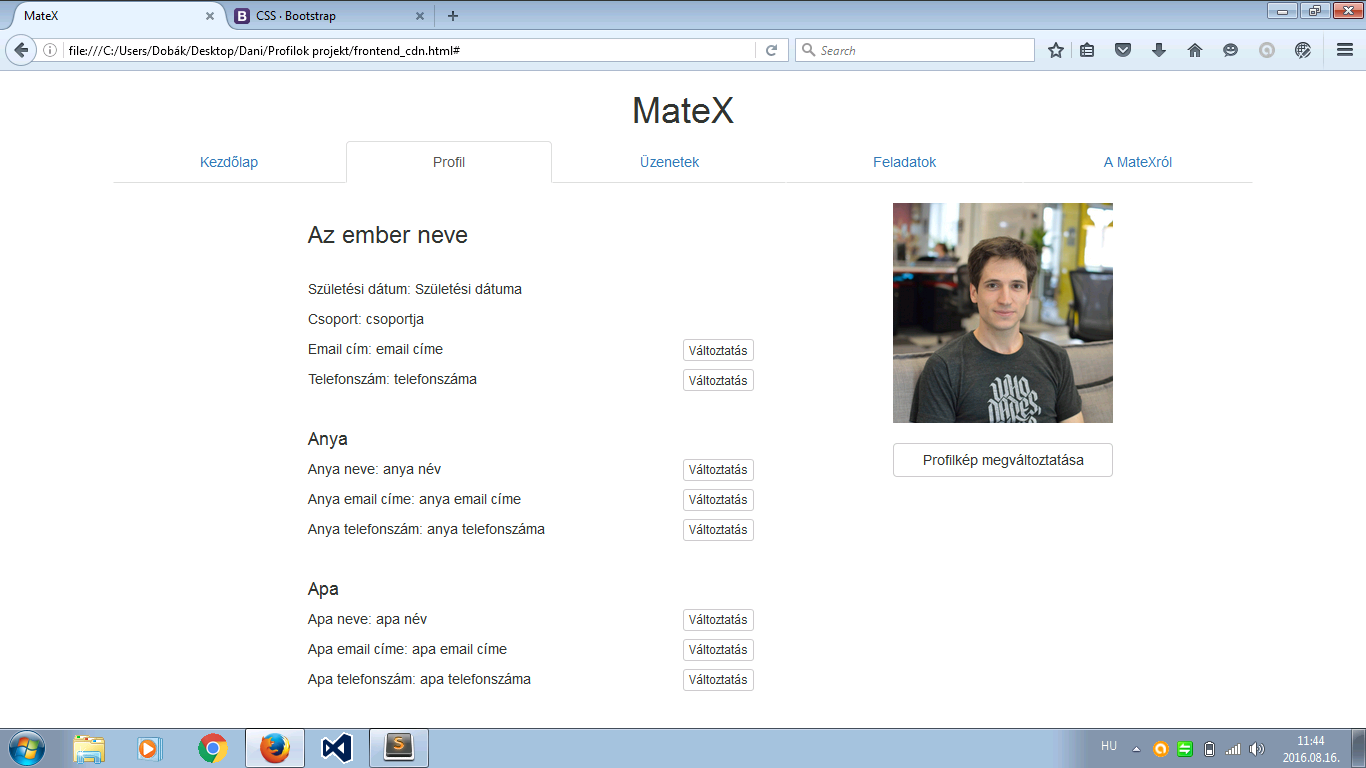 MateX
CSS · Bootstrap
file:///C:/Users/Dobák/Desktop/Dani/Profilok projekt/frontend_cdn.html#
Search
MateX
Kezdőlap
Profil
Üzenetek
Feladatok
A MateXról
Az ember neve
Születési dátum: Születési dátuma
Csoport: csoportja
Email cím: email címe
Változtatás
Telefonszám: telefonszáma
Változtatás
WHO
DARES,
Profilkép megváltoztatása
Anya
Anya neve: anya név
Változtatás
Anya email címe: anya email címe
Változtatás
Anya telefonszám: anya telefonszáma
Változtatás
Apa
Apa neve: apa név
Változtatás
Apa email címe: apa email címe
Változtatás
Apa telefonszám: apa telefonszáma
Változtatás
HU
11:44
2016.08.16.